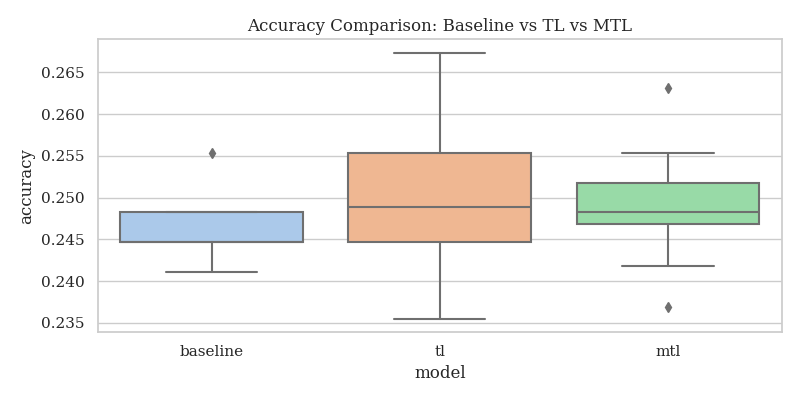 Accuracy Comparison: Baseline vs TL vs MTL
accuracy
0.265
0.260
0.255
0.250
0.245
0.240
0.235
baseline
tl
mtl
model